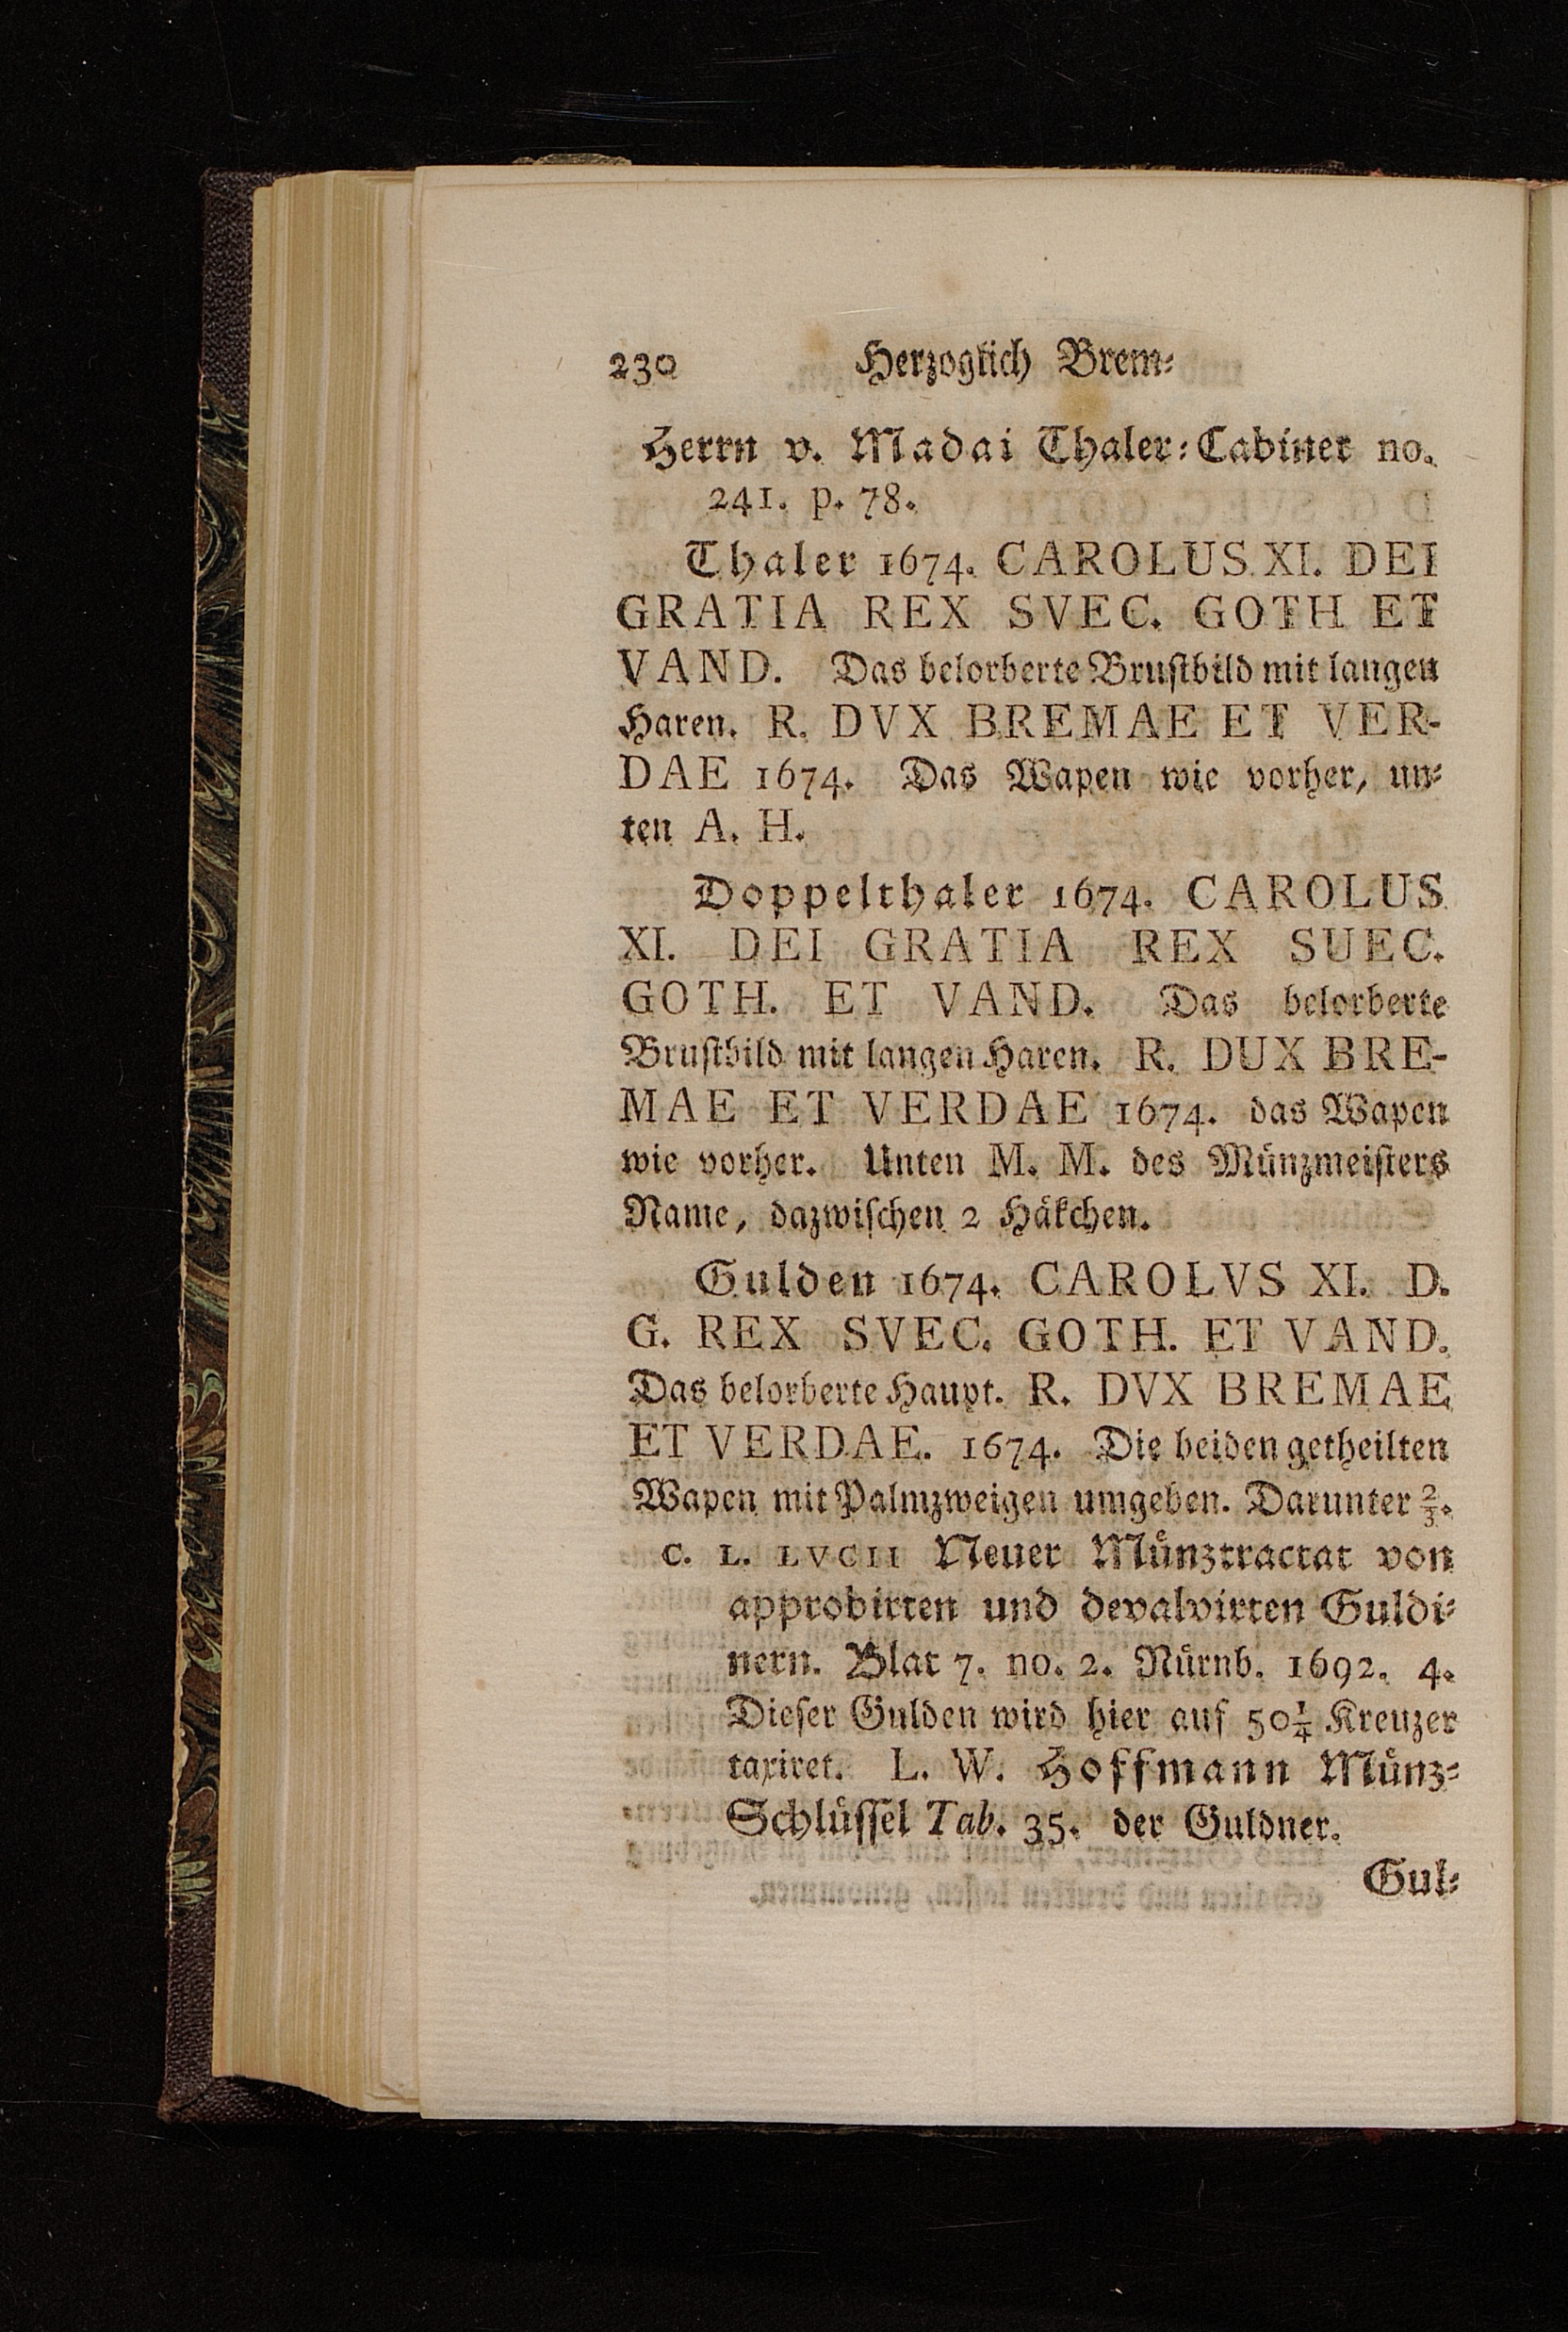 230 Herzoglich Brem-
Herrn v. Madai Thaler-Cabinet no.
241. p. 78.
Thaler 1674. CAROLUS XI. DEI
GRATIA REX SVEC. GOTH ET
VAND. Das belorberte Brustbild mit langen
Haren. R. DVX BREMAE ET VER-
DAE 1674. Das Wapen wie vorher, un-
ten A. H.
Doppelthaler 1674. CAROLUS
XI. DEI GRATIA REX SUEC.
GOTH. ET VAND. Das belorberte
Brustbild mit langen Haren. R. DUX BRE-
MAE ET VERDAE 1674. das Wapen
wie vorher. Unten M. M. des Münzmeisters
Name, dazwischen 2 Häkchen.
Gulden 1674. CAROLVS XI. D.
G. REX SVEC. GOTH. ET VAND.
Das belorberte Haupt. R. DVX BREMAE
ET VERDAE. 1674. Die beiden getheilten
Wapen mit Palmzweigen umgeben. Darunter 2/3.
C. L. LVCII Neuer Münztractat von
approbirten und devalvirten Guldi-
nern. Blat 7. no. 2. Nürnb. 1692. 4.
Dieser Gulden wird hier auf 50 1/4 Kreuzer
taxiret. L. W. Hoffmann Münz-
Schlüssel Tab. 35. der Guldner.
Gul-